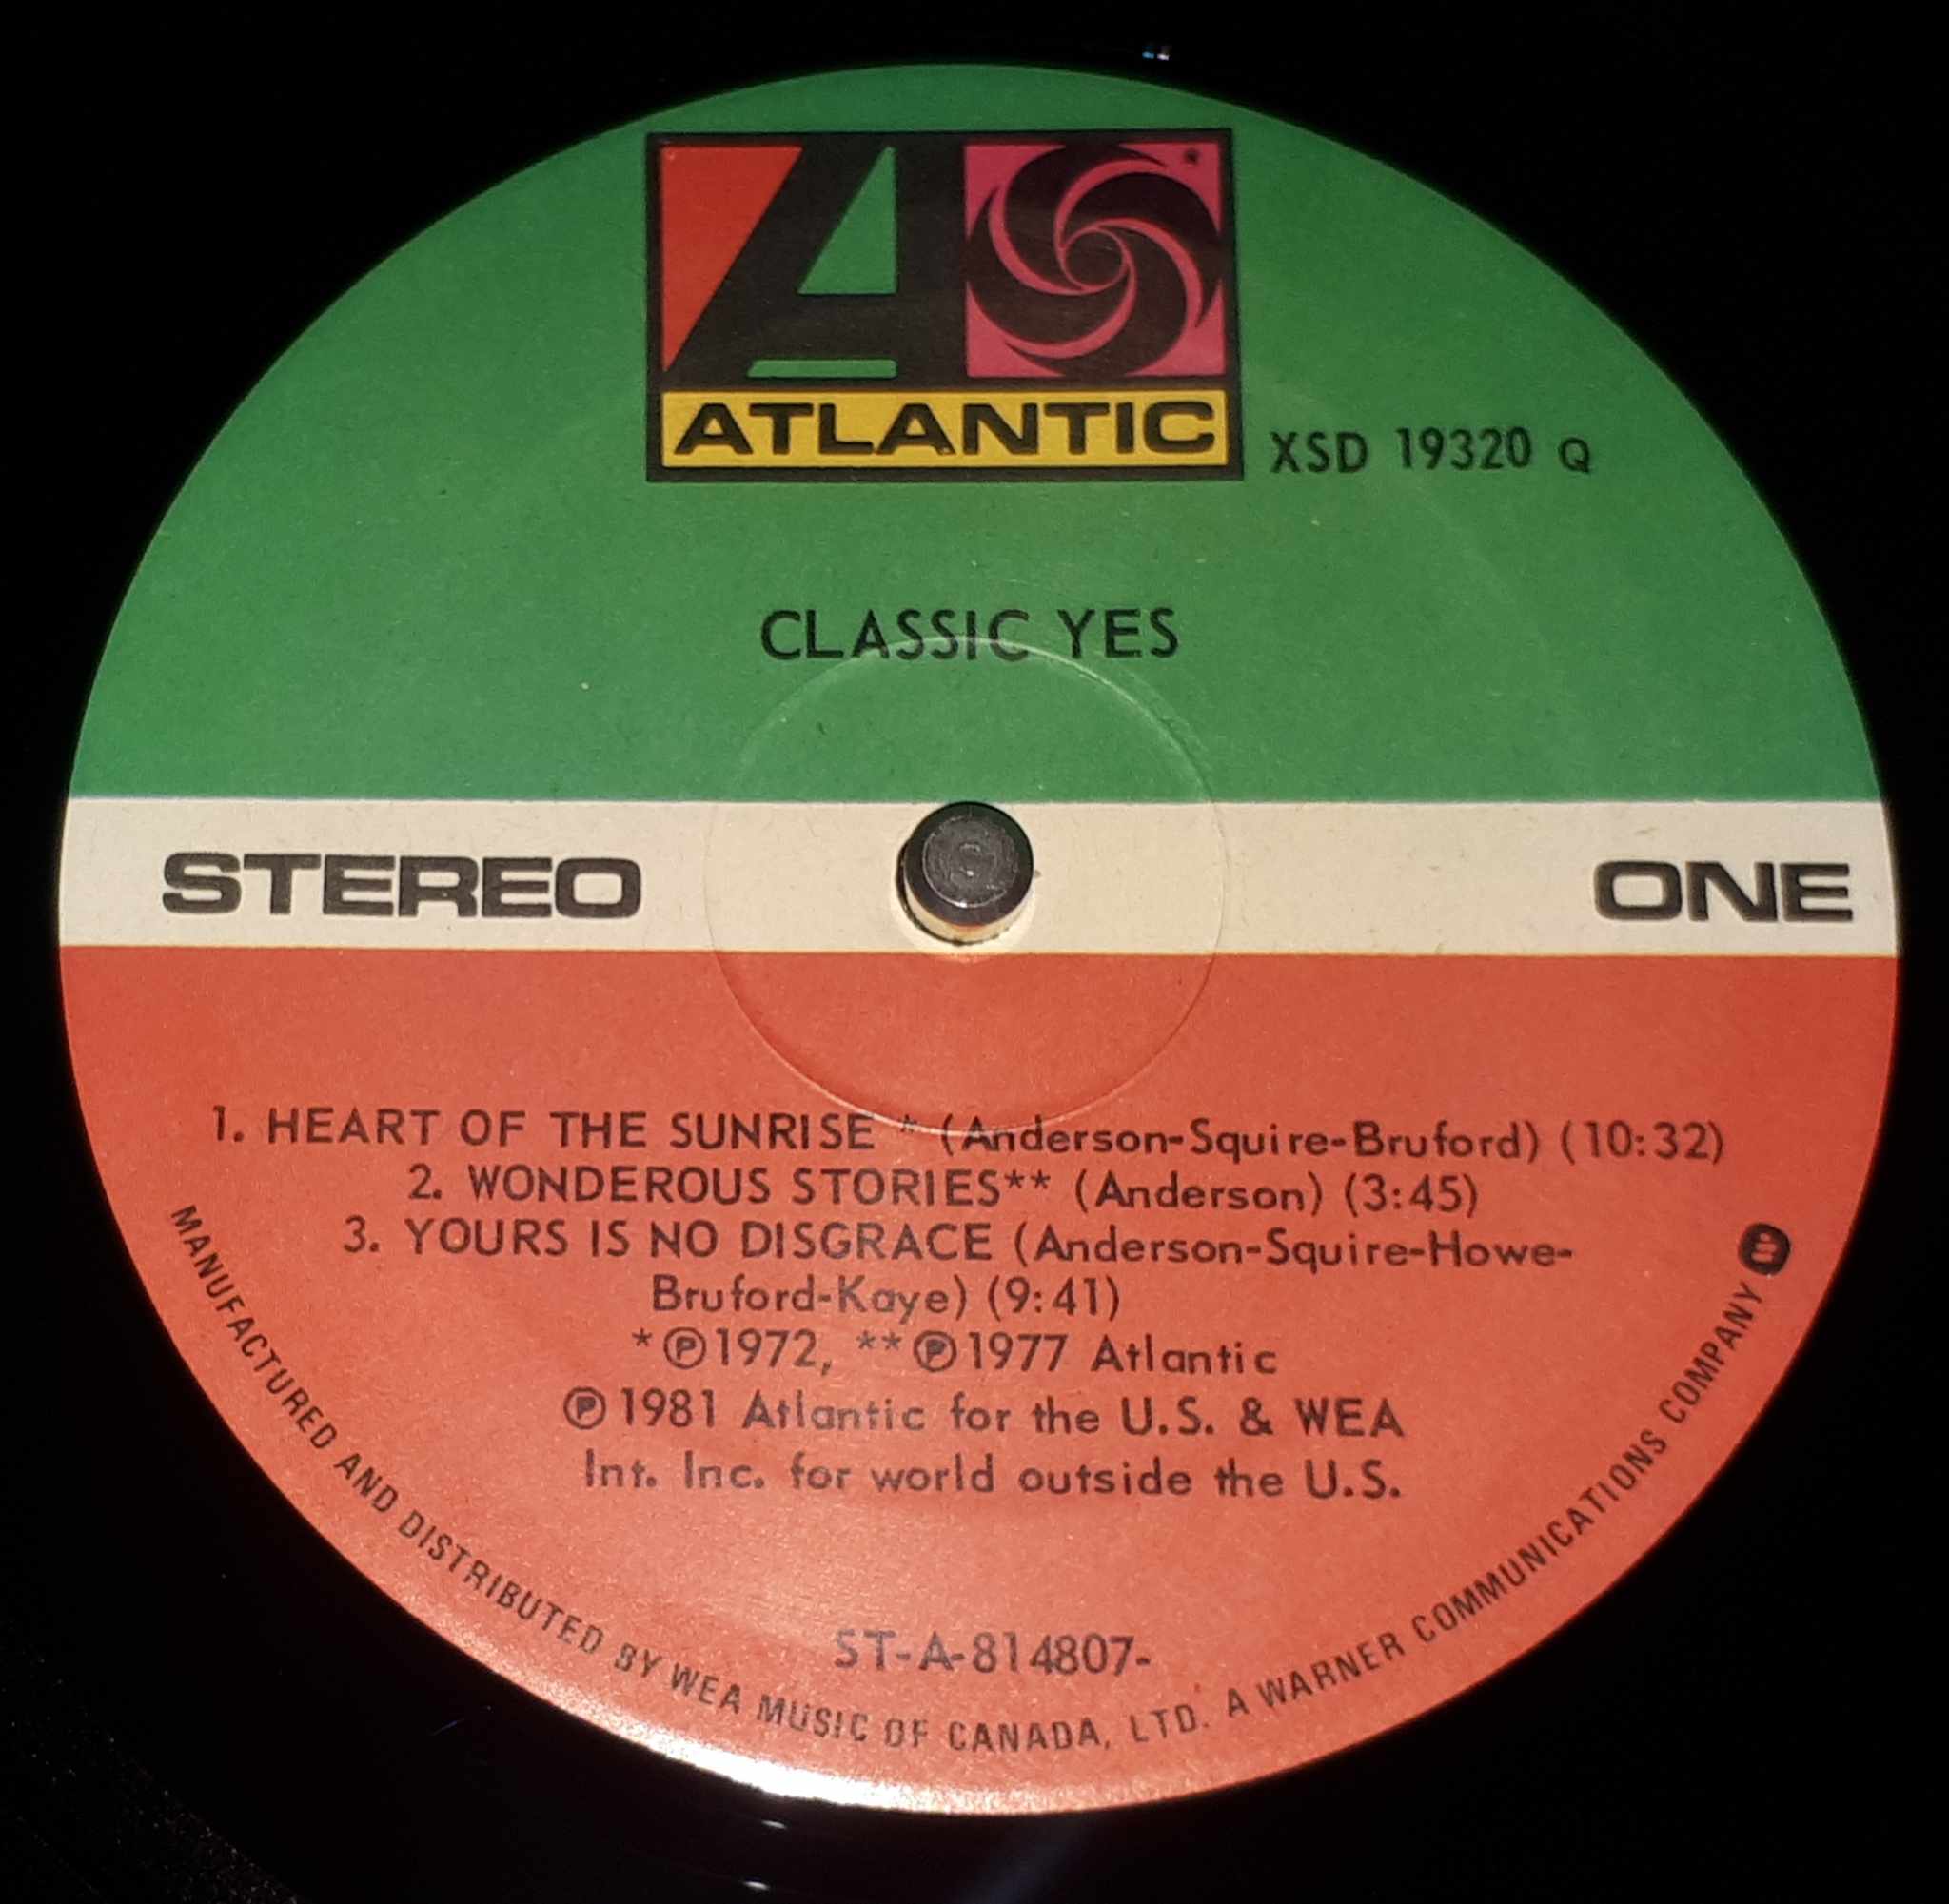 ATLANTIC
XSD 19320 Q
CLASSIC YES
STEREO
ONE
1. HEART OF THE SUNRISE * (Anderson-Squire-Bruford) (10:32)
2. WONDEROUS STORIES** (Anderson) (3:45)
3. YOURS IS NO DISGRACE (Anderson-Squire-Howe-
Bruford-Kaye) (9:41)
*℗1972, **℗1977 Atlantic
℗1981 Atlantic for the U.S. & WEA
Int. Inc. for world outside the U.S.
ST-A-814807-
MANUFACTURED AND DISTRIBUTED BY WEA MUSIC OF CANADA, LTD. A WARNER COMMUNICATIONS COMPANY